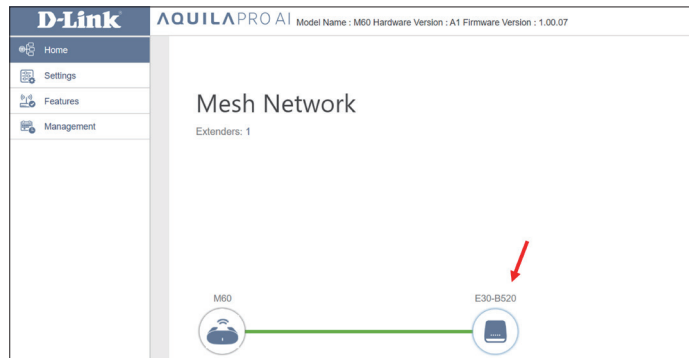 D-Link
AQUILAPRO AI Model Name : M60 Hardware Version : A1 Firmware Version : 1.00.07
Home
Settings
Features
Management
Mesh Network
Extenders: 1
M60
E30-B520